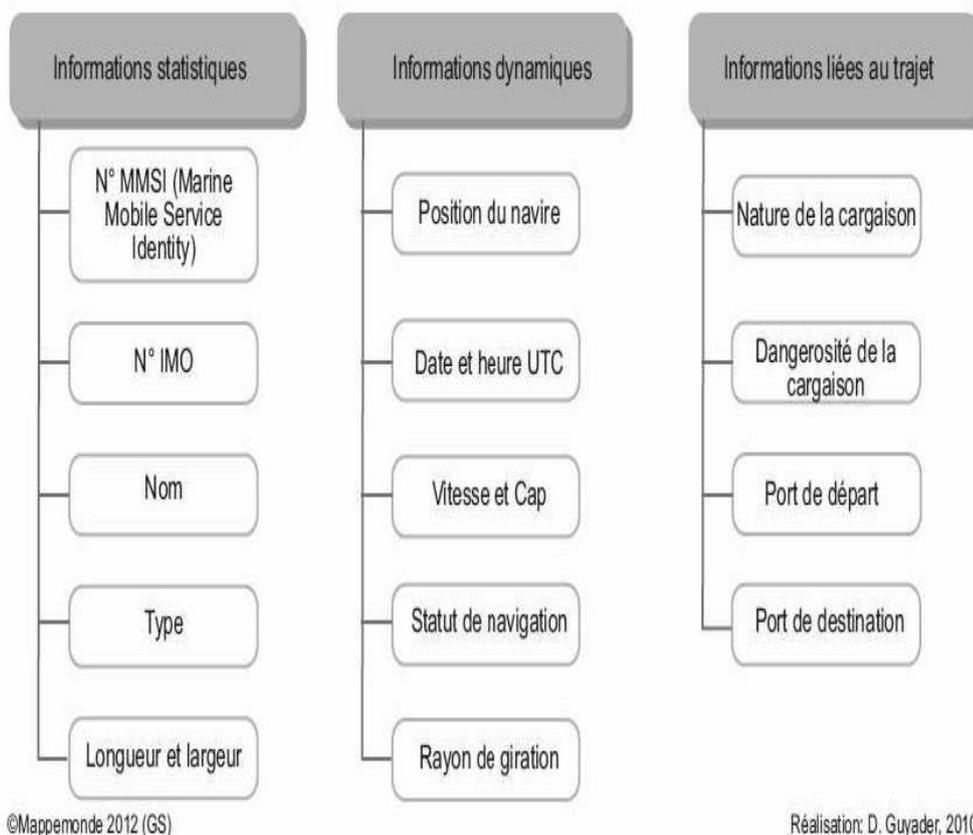 Informations statistiques
N° MMSI (Marine
Mobile Service
Identity)
N° IMO
Nom
Type
Longueur et largeur
Informations dynamiques
Position du navire
Date et heure UTC
Vitesse et Cap
Statut de navigation
Rayon de giration
Informations liées au trajet
Nature de la cargaison
Dangerosité de la
cargaison
Port de départ
Port de destination
©Mappemonde 2012 (GS)
Réalisation: D. Guyader, 2010